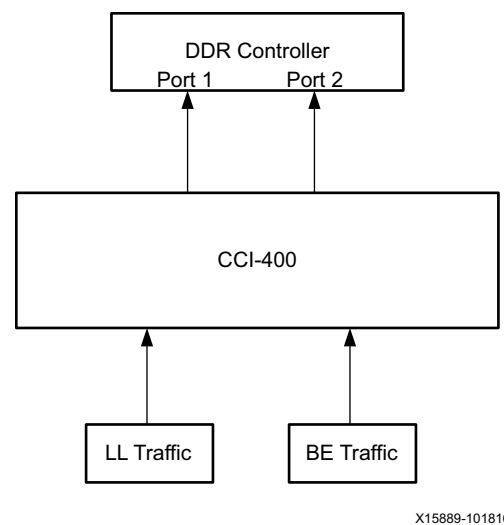 DDR Controller
Port 1 Port 2
CCI-400
LL Traffic BE Traffic